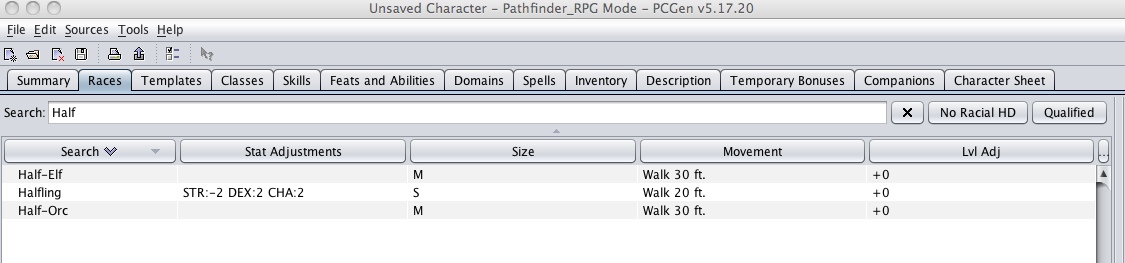 Unsaved Character – Pathfinder_RPG Mode – PCGen v5.17.20
File Edit Sources Tools Help
Summary Races Templates Classes Skills Feats and Abilities Domains Spells Inventory Description Temporary Bonuses Companions Character Sheet
Search: Half No Racial HD Qualified
Search Stat Adjustments Size Movement Lvl Adj ...
Half-Elf M Walk 30 ft. +0
Halfling STR:-2 DEX:2 CHA:2 S Walk 20 ft. +0
Half-Orc M Walk 30 ft. +0